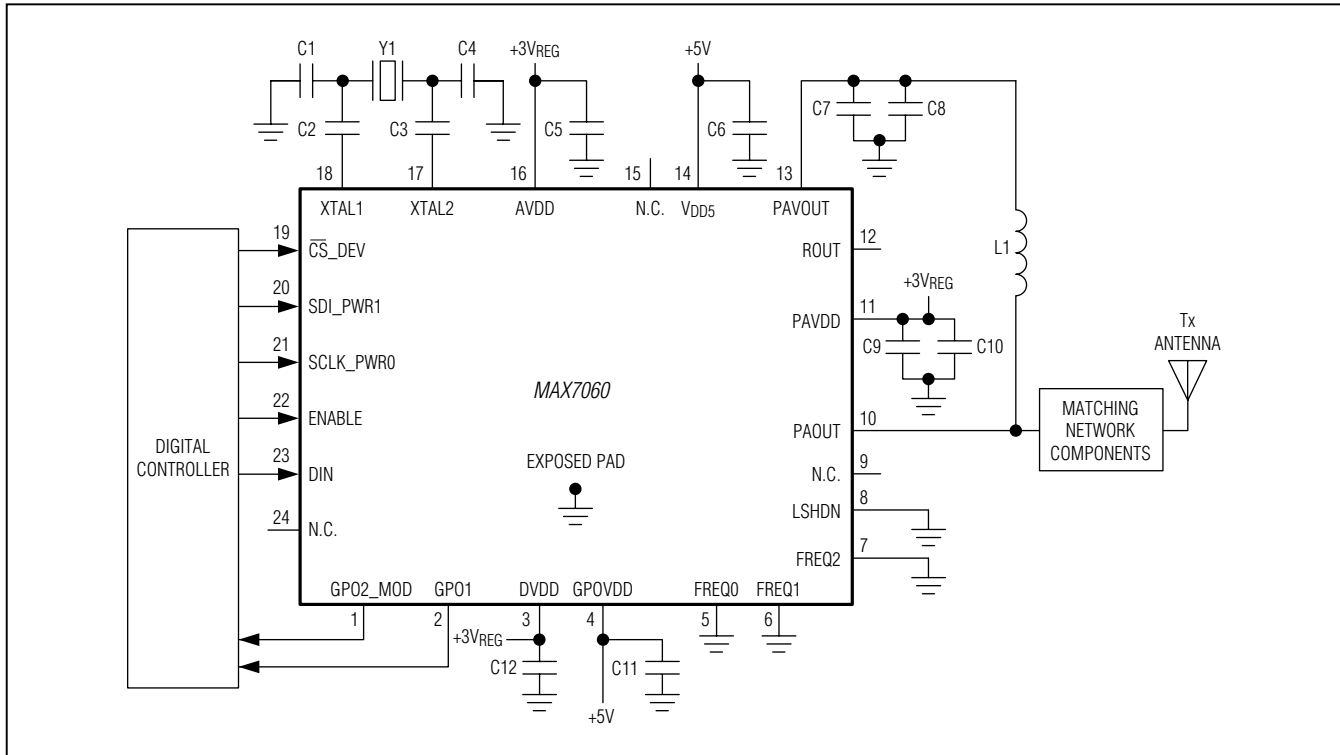 C1 Y1 C4 +3VREG +5V
C2 C3 C5 C6 C7 C8
18 17 16 15 14 13
XTAL1 XTAL2 AVDD N.C. VDD5 PAVOUT
DIGITAL
CONTROLLER
19 C̅S̅_DEV
20 SDI_PWR1
21 SCLK_PWR0
22 ENABLE
23 DIN
24 N.C.
MAX7060
EXPOSED PAD
ROUT 12
L1
+3VREG
PAVDD 11
C9 C10
PAOUT 10
N.C. 9
LSHDN 8
FREQ2 7
MATCHING
NETWORK
COMPONENTS
Tx
ANTENNA
GPO2_MOD GPO1 DVDD GPOVDD FREQ0 FREQ1
1 2 3 4 5 6
+3VREG
C12 C11
+5V